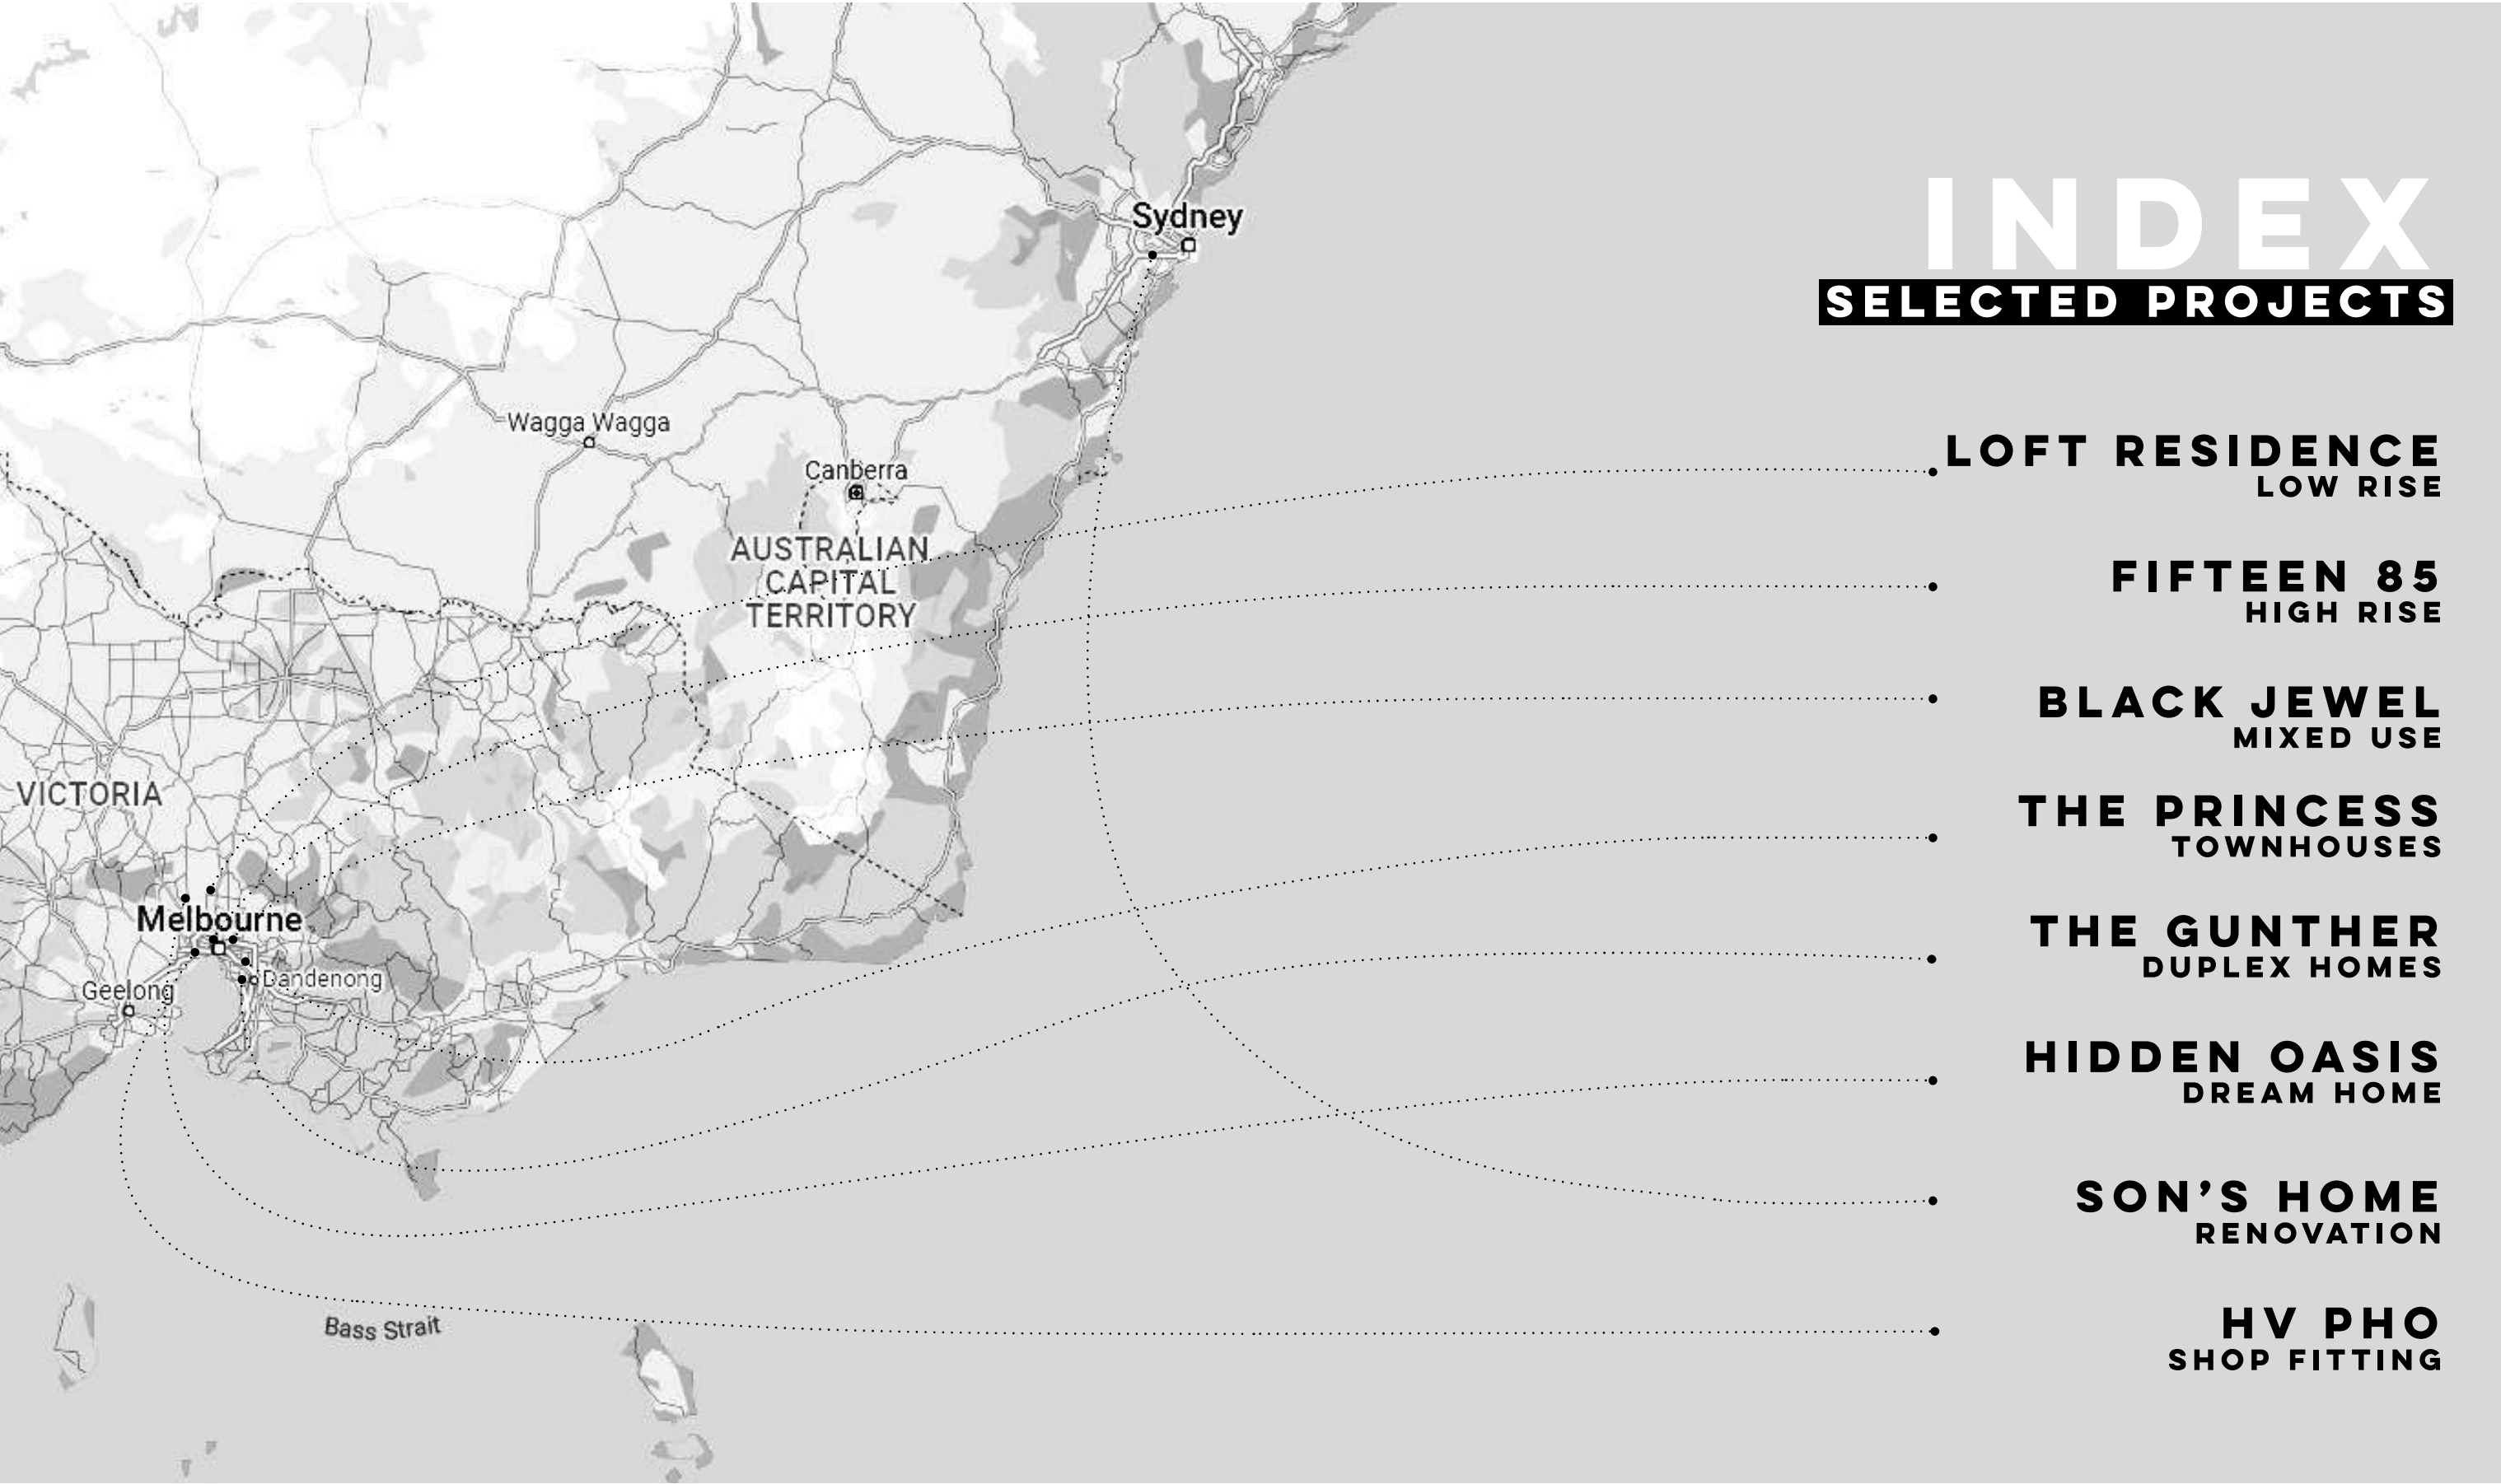 INDEX
SELECTED PROJECTS
Sydney
Wagga Wagga
Canberra
AUSTRALIAN
CAPITAL
TERRITORY
VICTORIA
Melbourne
Dandenong
Geelong
Bass Strait
LOFT RESIDENCE
LOW RISE
FIFTEEN 85
HIGH RISE
BLACK JEWEL
MIXED USE
THE PRINCESS
TOWNHOUSES
THE GUNTHER
DUPLEX HOMES
HIDDEN OASIS
DREAM HOME
SON’S HOME
RENOVATION
HV PHO
SHOP FITTING